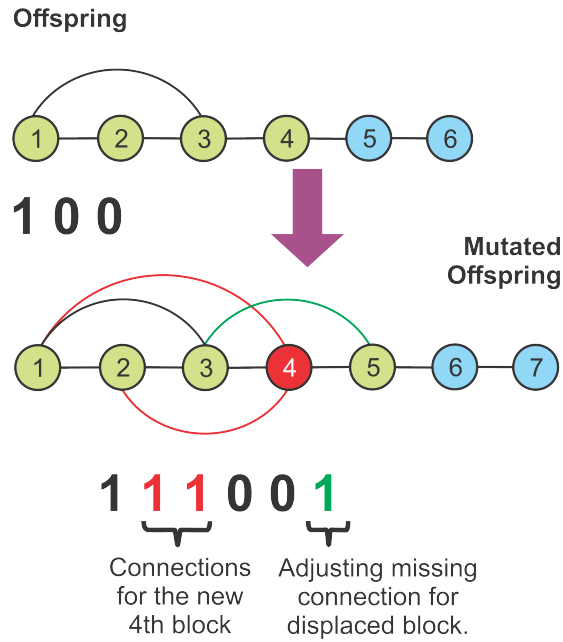 Offspring
1 2 3 4 5 6
1 0 0
Mutated
Offspring
1 2 3 4 5 6 7
1 1 1 0 0 1
Connections
for the new
4th block
Adjusting missing
connection for
displaced block.